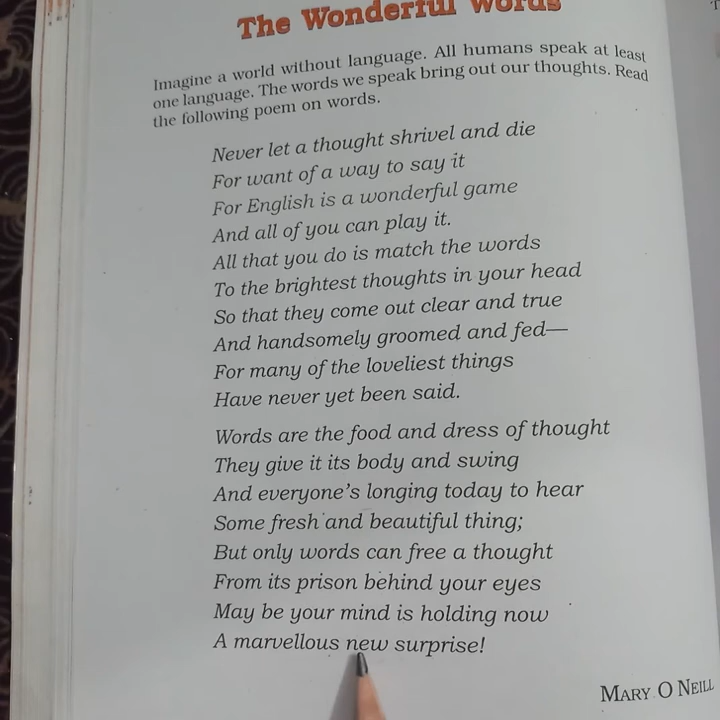 The Wonderful Words
Imagine a world without language. All humans speak at least
one language. The words we speak bring out our thoughts. Read
the following poem on words.
Never let a thought shrivel and die
For want of a way to say it
For English is a wonderful game
And all of you can play it.
All that you do is match the words
To the brightest thoughts in your head
So that they come out clear and true
And handsomely groomed and fed—
For many of the loveliest things
Have never yet been said.
Words are the food and dress of thought
They give it its body and swing
And everyone's longing today to hear
Some fresh and beautiful thing;
But only words can free a thought
From its prison behind your eyes
May be your mind is holding now
A marvellous new surprise!
MARY O NEILL